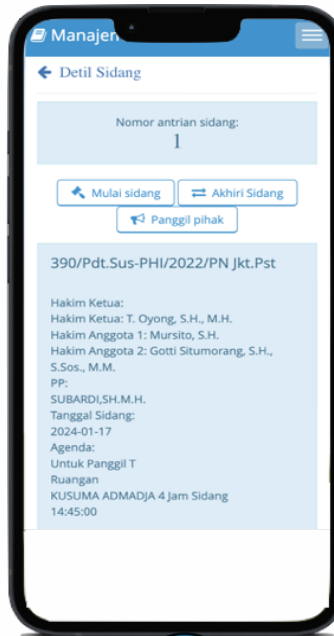 Manajen
Detil Sidang
Nomor antrian sidang:
1
Mulai sidang
Akhiri Sidang
Panggil pihak
390/Pdt.Sus-PHI/2022/PN Jkt.Pst
Hakim Ketua:
Hakim Ketua: T. Oyong, S.H., M.H.
Hakim Anggota 1: Mursito, S.H.
Hakim Anggota 2: Gotti Situmorang, S.H.,
S.Sos., M.M.
PP:
SUBARDI,SH.M.H.
Tanggal Sidang:
2024-01-17
Agenda:
Untuk Panggil T
Ruangan
KUSUMA ADMADJA 4 Jam Sidang
14:45:00